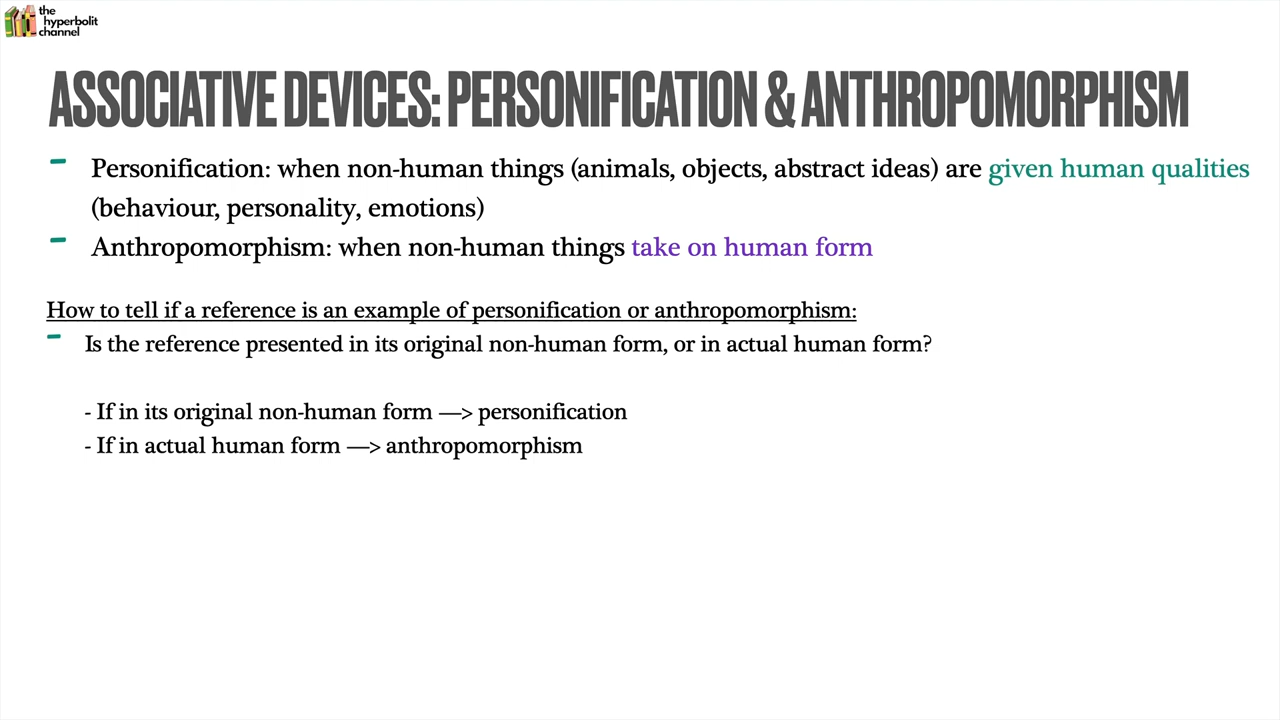 the
hyperbolit
channel
ASSOCIATIVE DEVICES: PERSONIFICATION & ANTHROPOMORPHISM
- Personification: when non-human things (animals, objects, abstract ideas) are given human qualities
(behaviour, personality, emotions)
- Anthropomorphism: when non-human things take on human form
How to tell if a reference is an example of personification or anthropomorphism:
- Is the reference presented in its original non-human form, or in actual human form?
- If in its original non-human form —> personification
- If in actual human form —> anthropomorphism